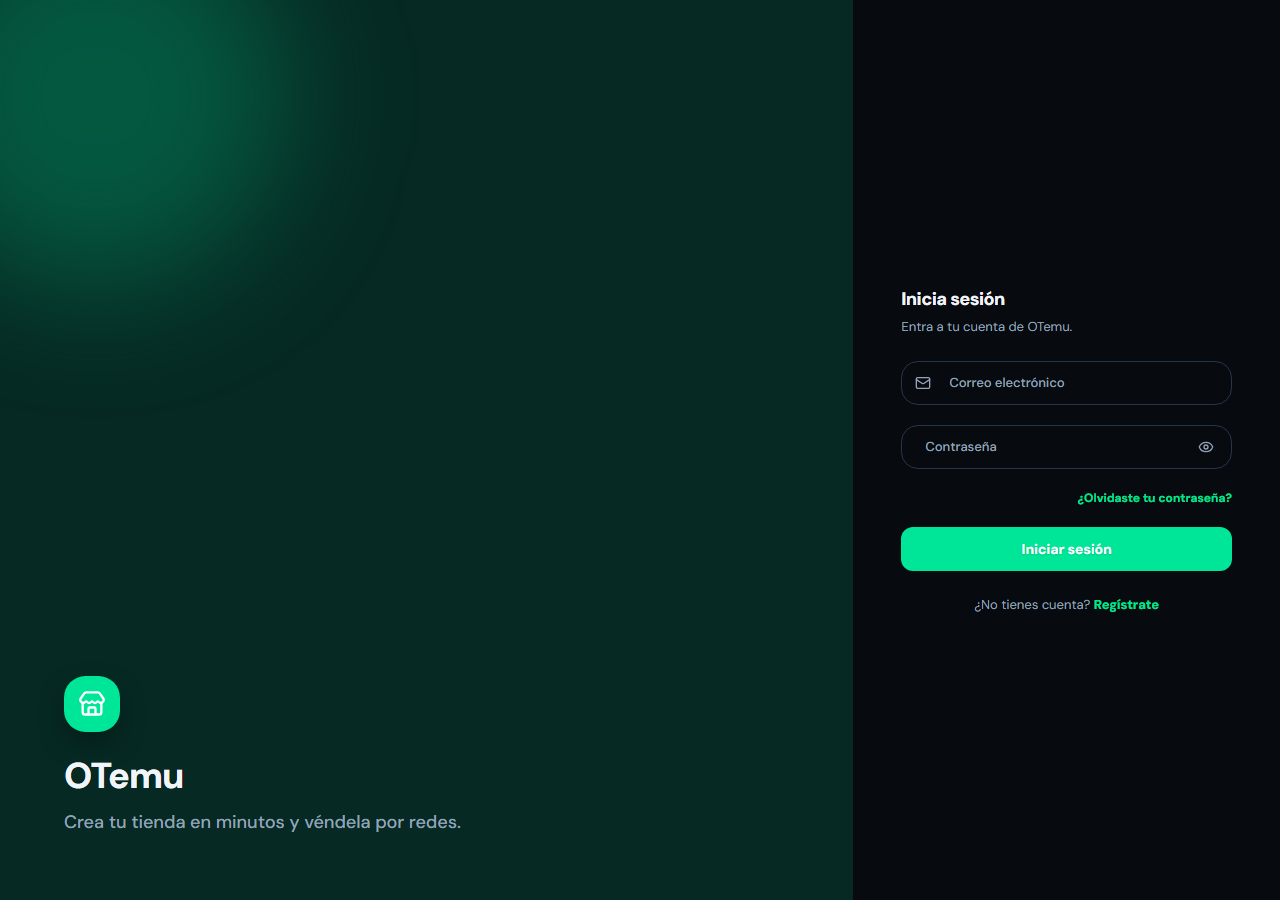 OTemu
Crea tu tienda en minutos y véndela por redes.
Inicia sesión
Entra a tu cuenta de OTemu.
Correo electrónico
Contraseña
¿Olvidaste tu contraseña?
Iniciar sesión
¿No tienes cuenta? Regístrate